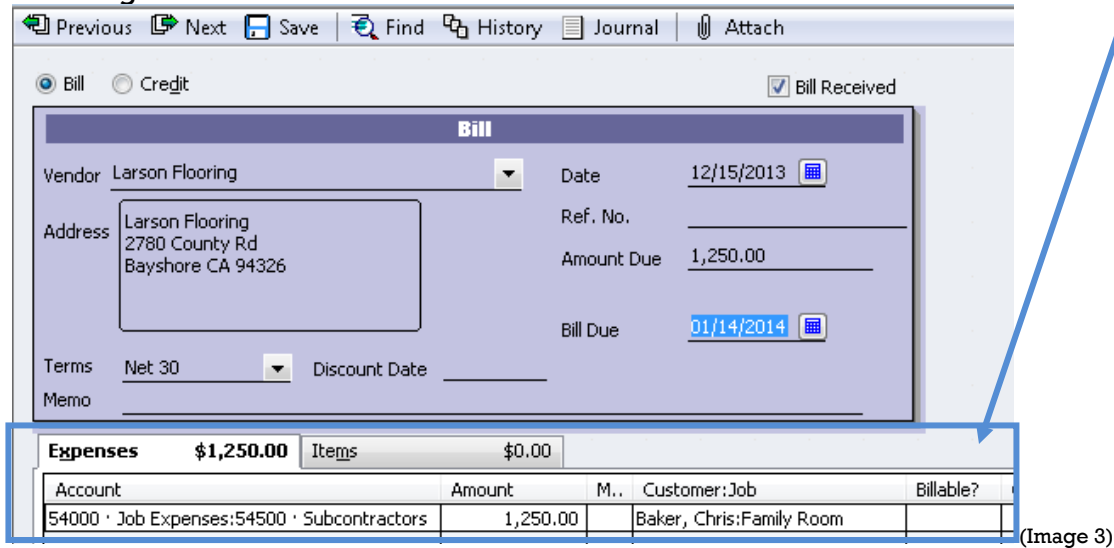 Previous Next Save Find History Journal Attach
Bill Credit Bill Received
Bill
Vendor Larson Flooring Date 12/15/2013
Address Larson Flooring Ref. No.
2780 County Rd
Bayshore CA 94326 Amount Due 1,250.00
Bill Due 01/14/2014
Terms Net 30 Discount Date
Memo
Expenses $1,250.00 Items $0.00
Account Amount M.. Customer:Job Billable?
54000 · Job Expenses:54500 · Subcontractors 1,250.00 Baker, Chris:Family Room
(Image 3)